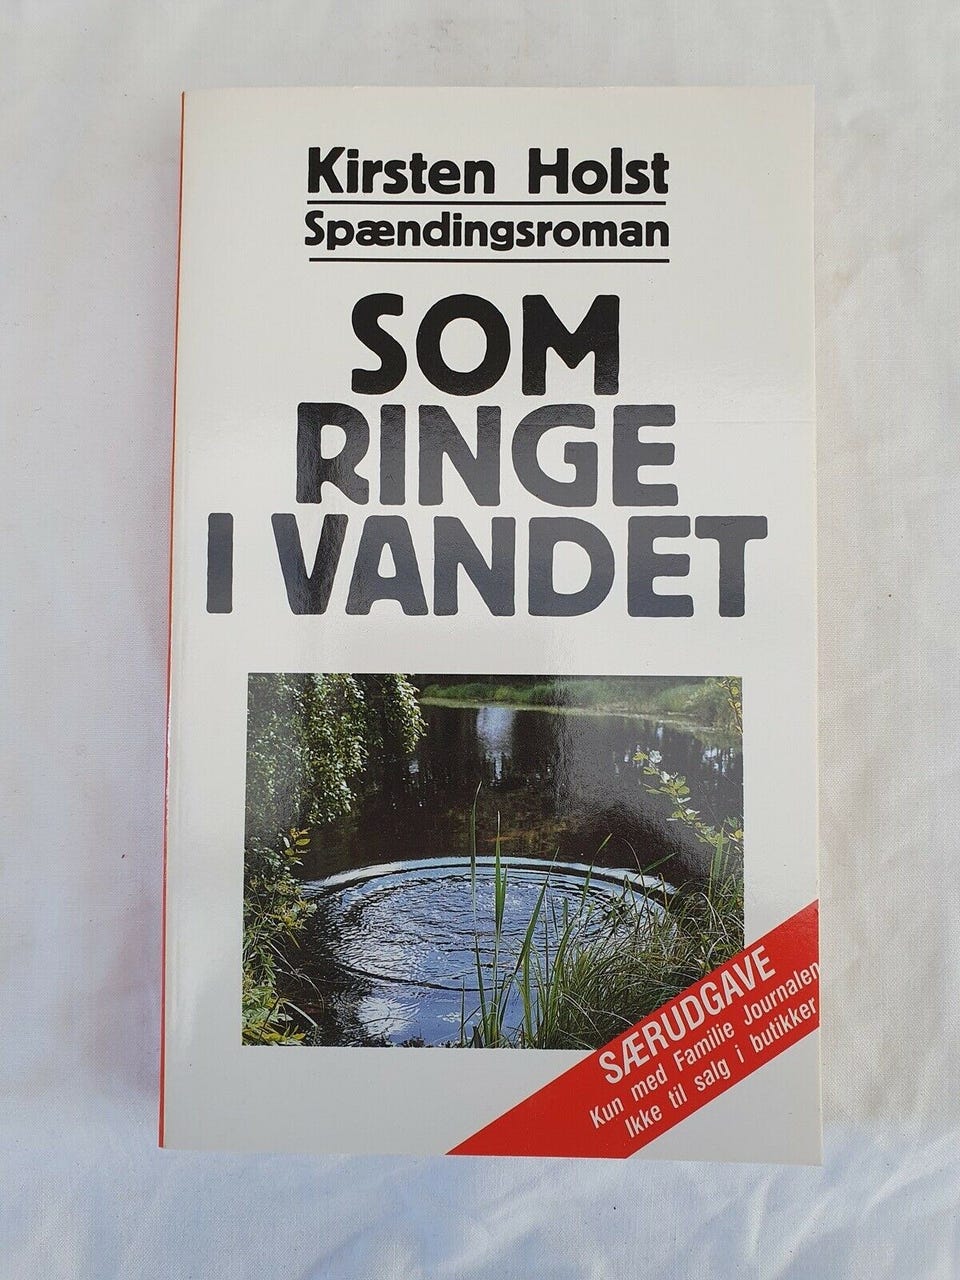 Kirsten Holst
Spændingsroman
SOM
RINGE
I VANDET
SÆRUDGAVE
Kun med Familie Journalen
Ikke til salg i butikker